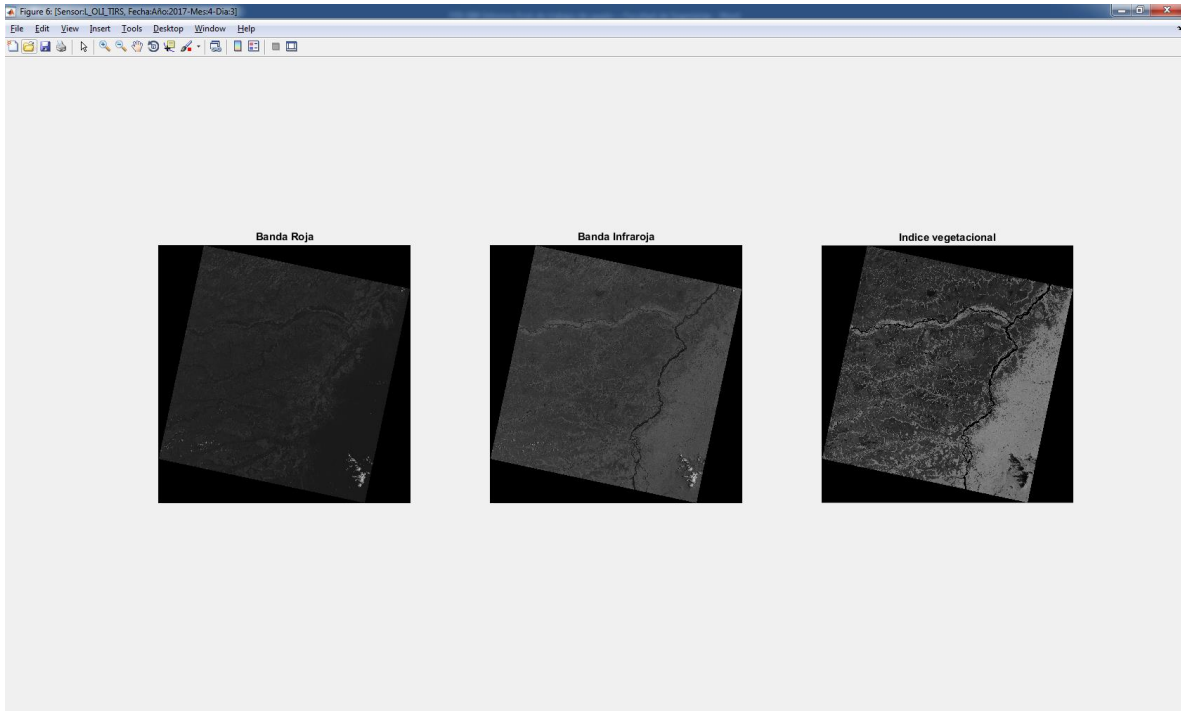 Figure 6: [Sensor:L_OLI_TIRS, Fecha:Año:2017-Mes:4-Dia:3]
File Edit View Insert Tools Desktop Window Help
Banda Roja Banda Infraroja Indice vegetacional